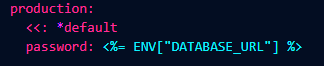 production:
  <<: *default
  password: <%= ENV["DATABASE_URL"] %>